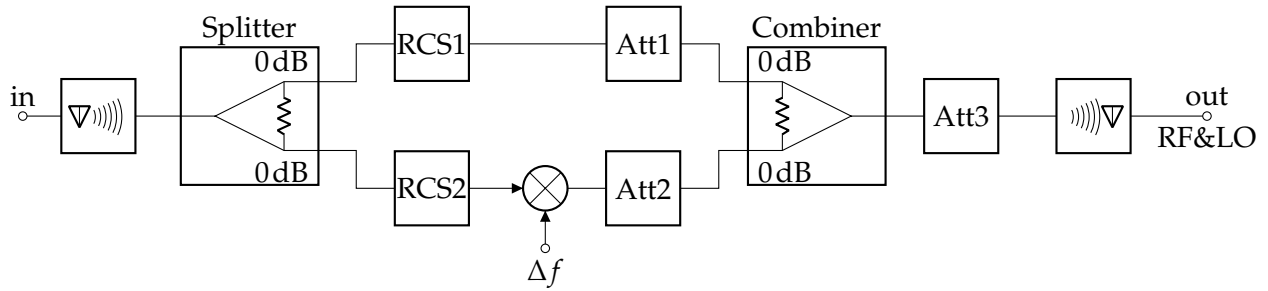 Splitter
Combiner
0 dB
RCS1
Att1
0 dB
in
Att3
out
RF&LO
0 dB
RCS2
Att2
0 dB
Δf